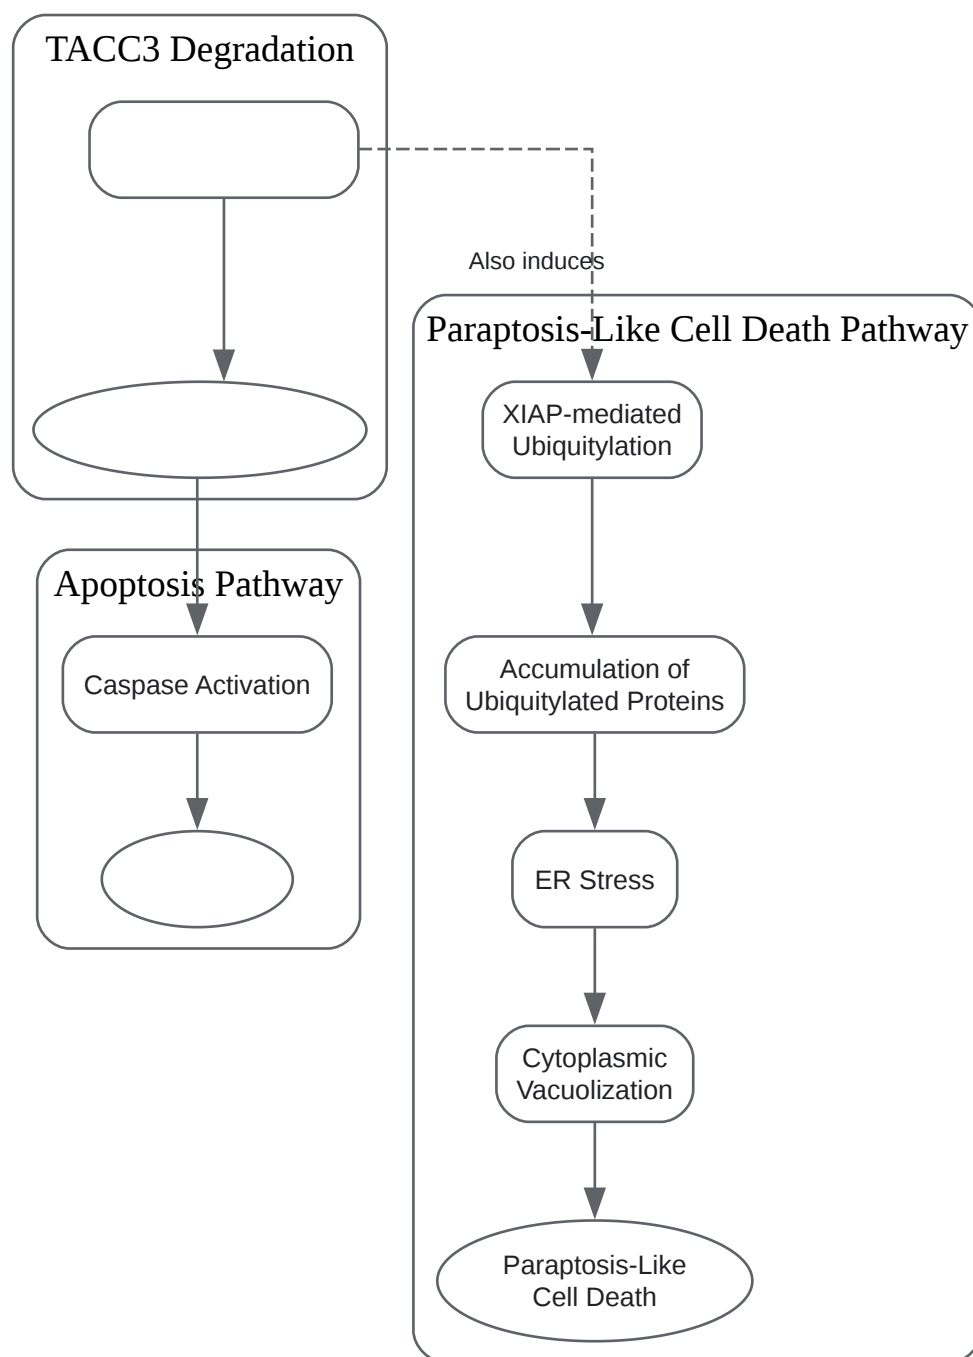 TACC3 Degradation
Also induces
Paraptosis-Like Cell Death Pathway
XIAP-mediated
Ubiquitylation
Apoptosis Pathway
Caspase Activation
Accumulation of
Ubiquitylated Proteins
ER Stress
Cytoplasmic
Vacuolization
Paraptosis-Like
Cell Death